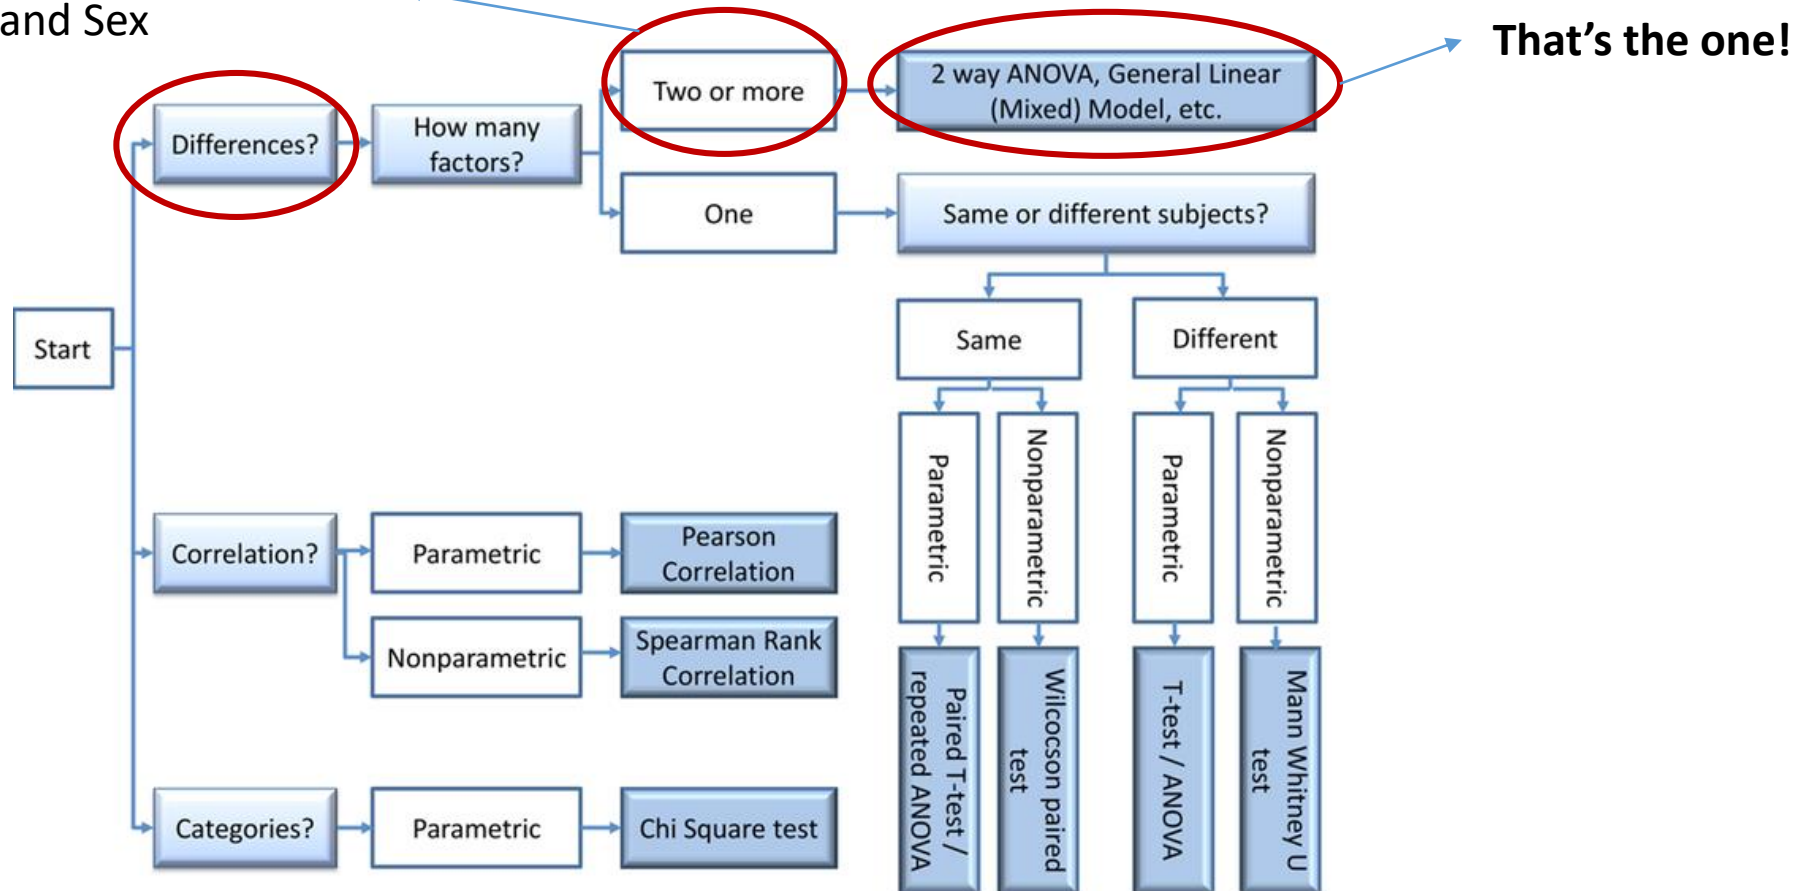 and Sex
That's the one!
Two or more
2 way ANOVA, General Linear
(Mixed) Model, etc.
Differences?
How many
factors?
One
Same or different subjects?
Start
Same
Different
Parametric
Nonparametric
Parametric
Nonparametric
Correlation?
Parametric
Pearson
Correlation
Nonparametric
Spearman Rank
Correlation
Paired T-test /
repeated ANOVA
Wilcocson paired
test
T-test / ANOVA
Mann Whitney U
test
Categories?
Parametric
Chi Square test